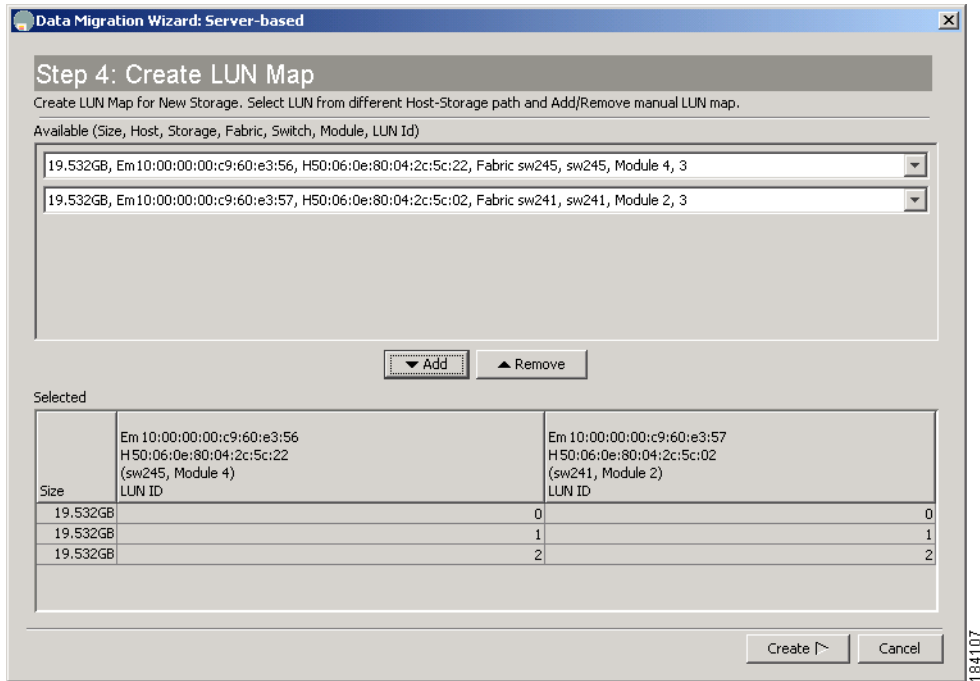 Data Migration Wizard: Server-based
Step 4: Create LUN Map
Create LUN Map for New Storage. Select LUN from different Host-Storage path and Add/Remove manual LUN map.
Available (Size, Host, Storage, Fabric, Switch, Module, LUN Id)
19.532GB, Em10:00:00:00:c9:60:e3:56, H50:06:0e:80:04:2c:5c:22, Fabric sw245, sw245, Module 4, 3
19.532GB, Em10:00:00:00:c9:60:e3:57, H50:06:0e:80:04:2c:5c:02, Fabric sw241, sw241, Module 2, 3
Add Remove
Selected
Em 10:00:00:00:c9:60:e3:56 Em 10:00:00:00:c9:60:e3:57
H50:06:0e:80:04:2c:5c:22 H50:06:0e:80:04:2c:5c:02
(sw245, Module 4) (sw241, Module 2)
Size LUN ID LUN ID
19.532GB 0 0
19.532GB 1 1
19.532GB 2 2
Create Cancel
184107